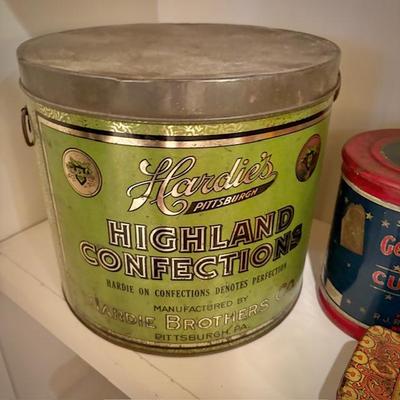 Hardie's
PITTSBURGH
HIGHLAND
CONFECTIONS
HARDIE ON CONFECTIONS DENOTES PERFECTION
MANUFACTURED BY
HARDIE BROTHERS CO.
PITTSBURGH, PA.